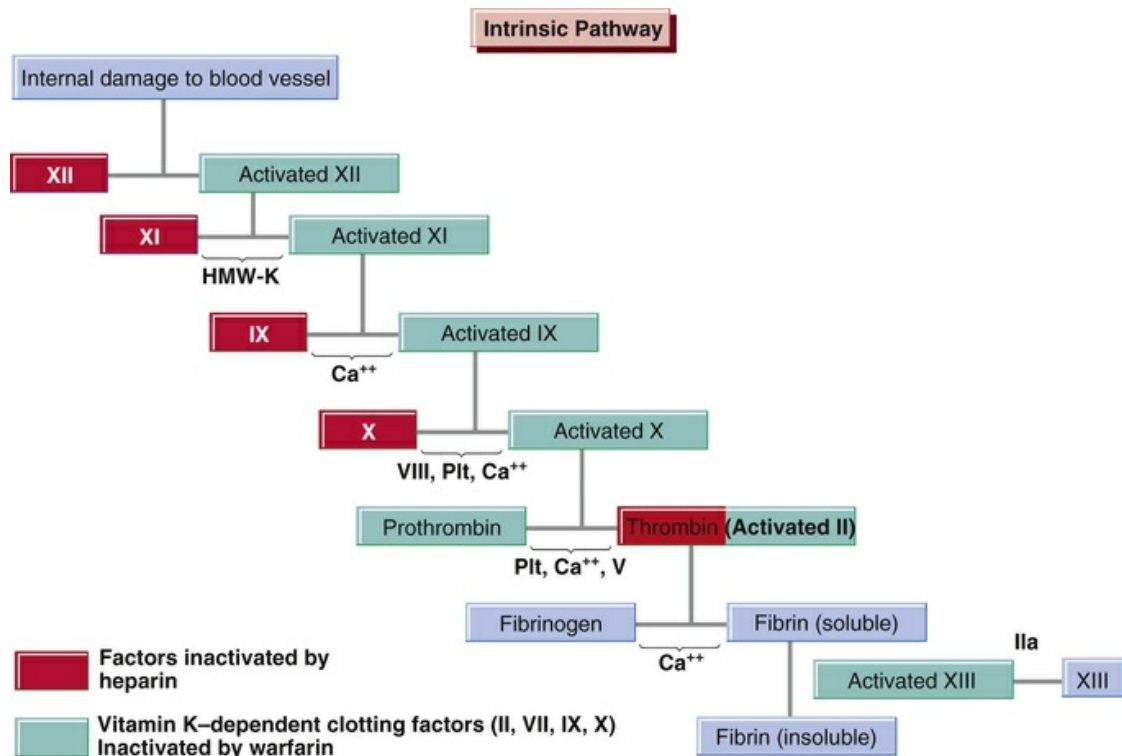 Intrinsic Pathway
Internal damage to blood vessel
XII
Activated XII
XI
Activated XI
HMW-K
IX
Activated IX
Ca⁺⁺
X
Activated X
VIII, Plt, Ca⁺⁺
Prothrombin
Thrombin (Activated II)
Plt, Ca⁺⁺, V
Fibrinogen
Fibrin (soluble)
Ca⁺⁺
IIa
Activated XIII
XIII
Fibrin (insoluble)
Factors inactivated by
heparin
Vitamin K–dependent clotting factors (II, VII, IX, X)
Inactivated by warfarin